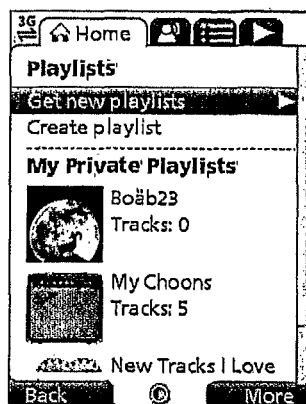 3G
Home
Playlists
Get new playlists
Create playlist
My Private Playlists
Boäb23
Tracks: 0
My Choons
Tracks: 5
New Tracks I Love
Back More